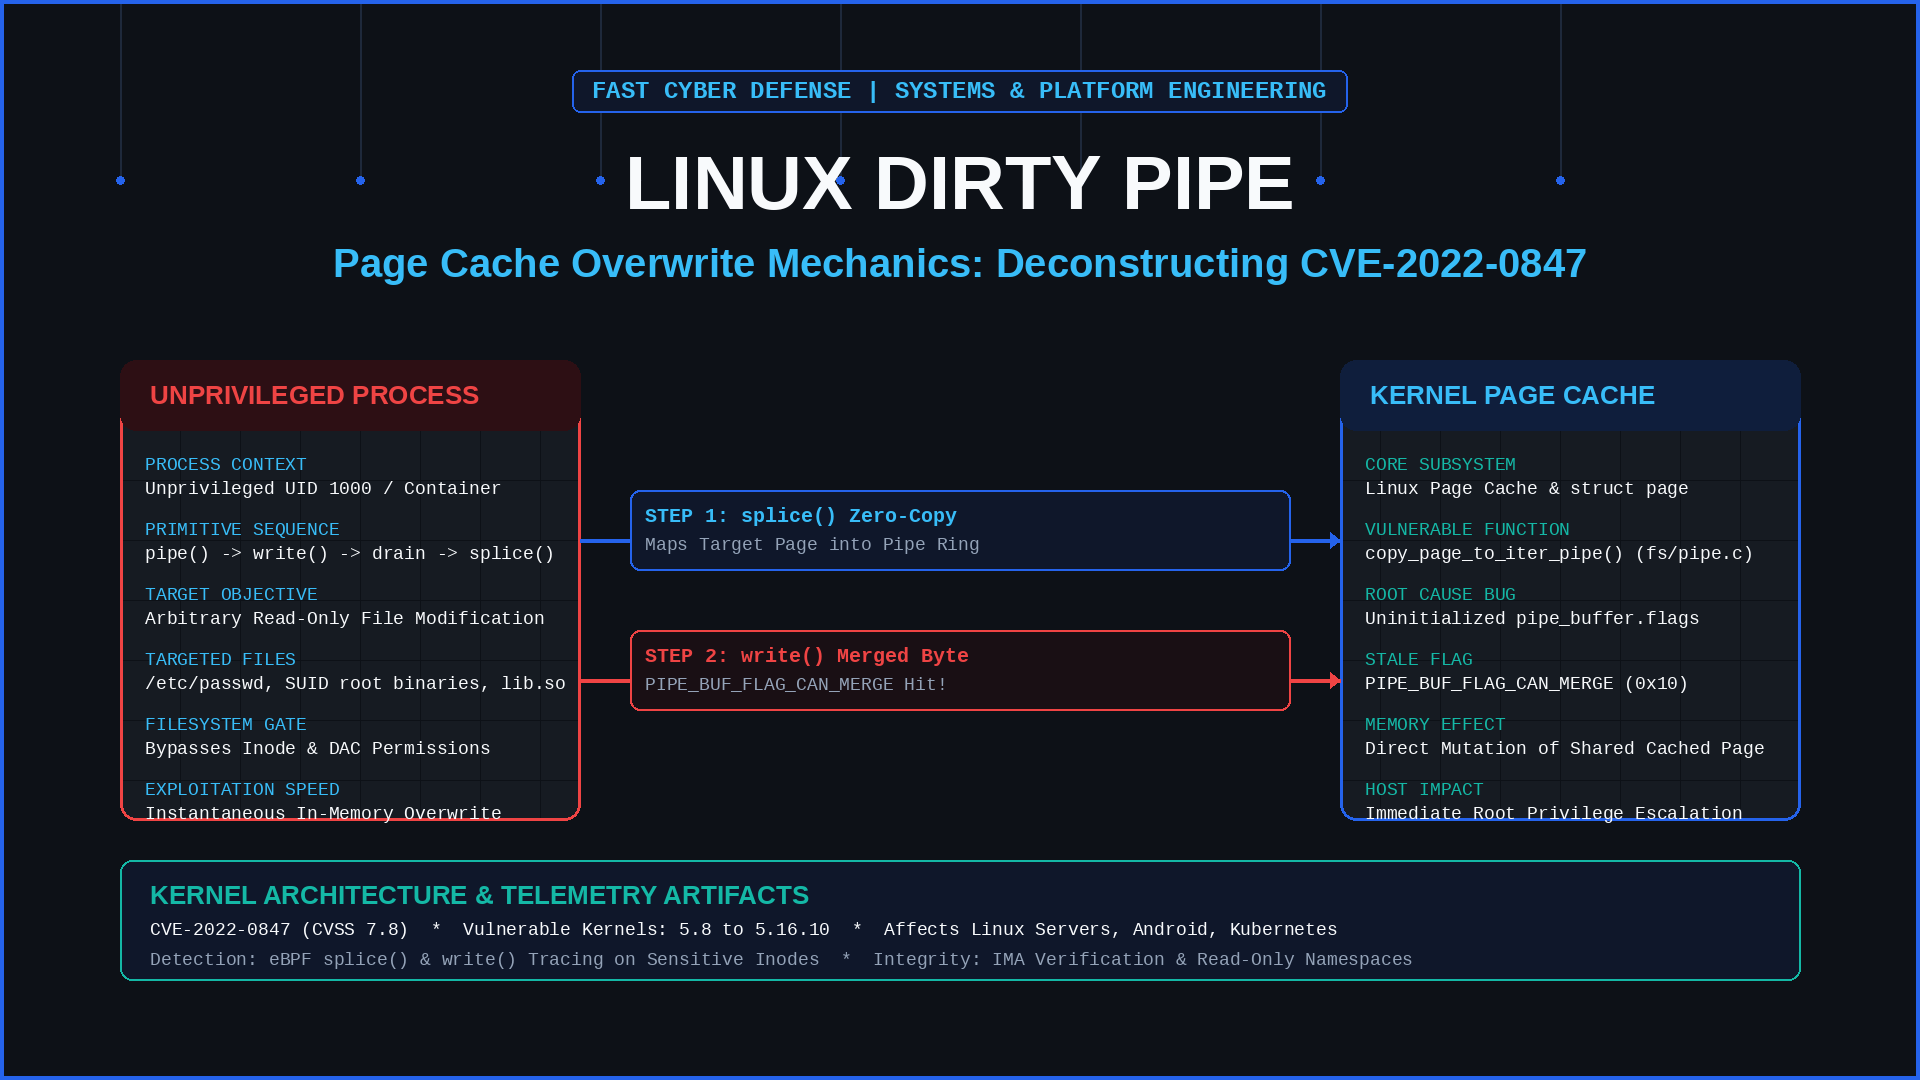 FAST CYBER DEFENSE | SYSTEMS & PLATFORM ENGINEERING
LINUX DIRTY PIPE
Page Cache Overwrite Mechanics: Deconstructing CVE-2022-0847
UNPRIVILEGED PROCESS
PROCESS CONTEXT
Unprivileged UID 1000 / Container
PRIMITIVE SEQUENCE
pipe() -> write() -> drain -> splice()
TARGET OBJECTIVE
Arbitrary Read-Only File Modification
TARGETED FILES
/etc/passwd, SUID root binaries, lib.so
FILESYSTEM GATE
Bypasses Inode & DAC Permissions
EXPLOITATION SPEED
Instantaneous In-Memory Overwrite
STEP 1: splice() Zero-Copy
Maps Target Page into Pipe Ring
STEP 2: write() Merged Byte
PIPE_BUF_FLAG_CAN_MERGE Hit!
KERNEL PAGE CACHE
CORE SUBSYSTEM
Linux Page Cache & struct page
VULNERABLE FUNCTION
copy_page_to_iter_pipe() (fs/pipe.c)
ROOT CAUSE BUG
Uninitialized pipe_buffer.flags
STALE FLAG
PIPE_BUF_FLAG_CAN_MERGE (0x10)
MEMORY EFFECT
Direct Mutation of Shared Cached Page
HOST IMPACT
Immediate Root Privilege Escalation
KERNEL ARCHITECTURE & TELEMETRY ARTIFACTS
CVE-2022-0847 (CVSS 7.8) * Vulnerable Kernels: 5.8 to 5.16.10 * Affects Linux Servers, Android, Kubernetes
Detection: eBPF splice() & write() Tracing on Sensitive Inodes * Integrity: IMA Verification & Read-Only Namespaces